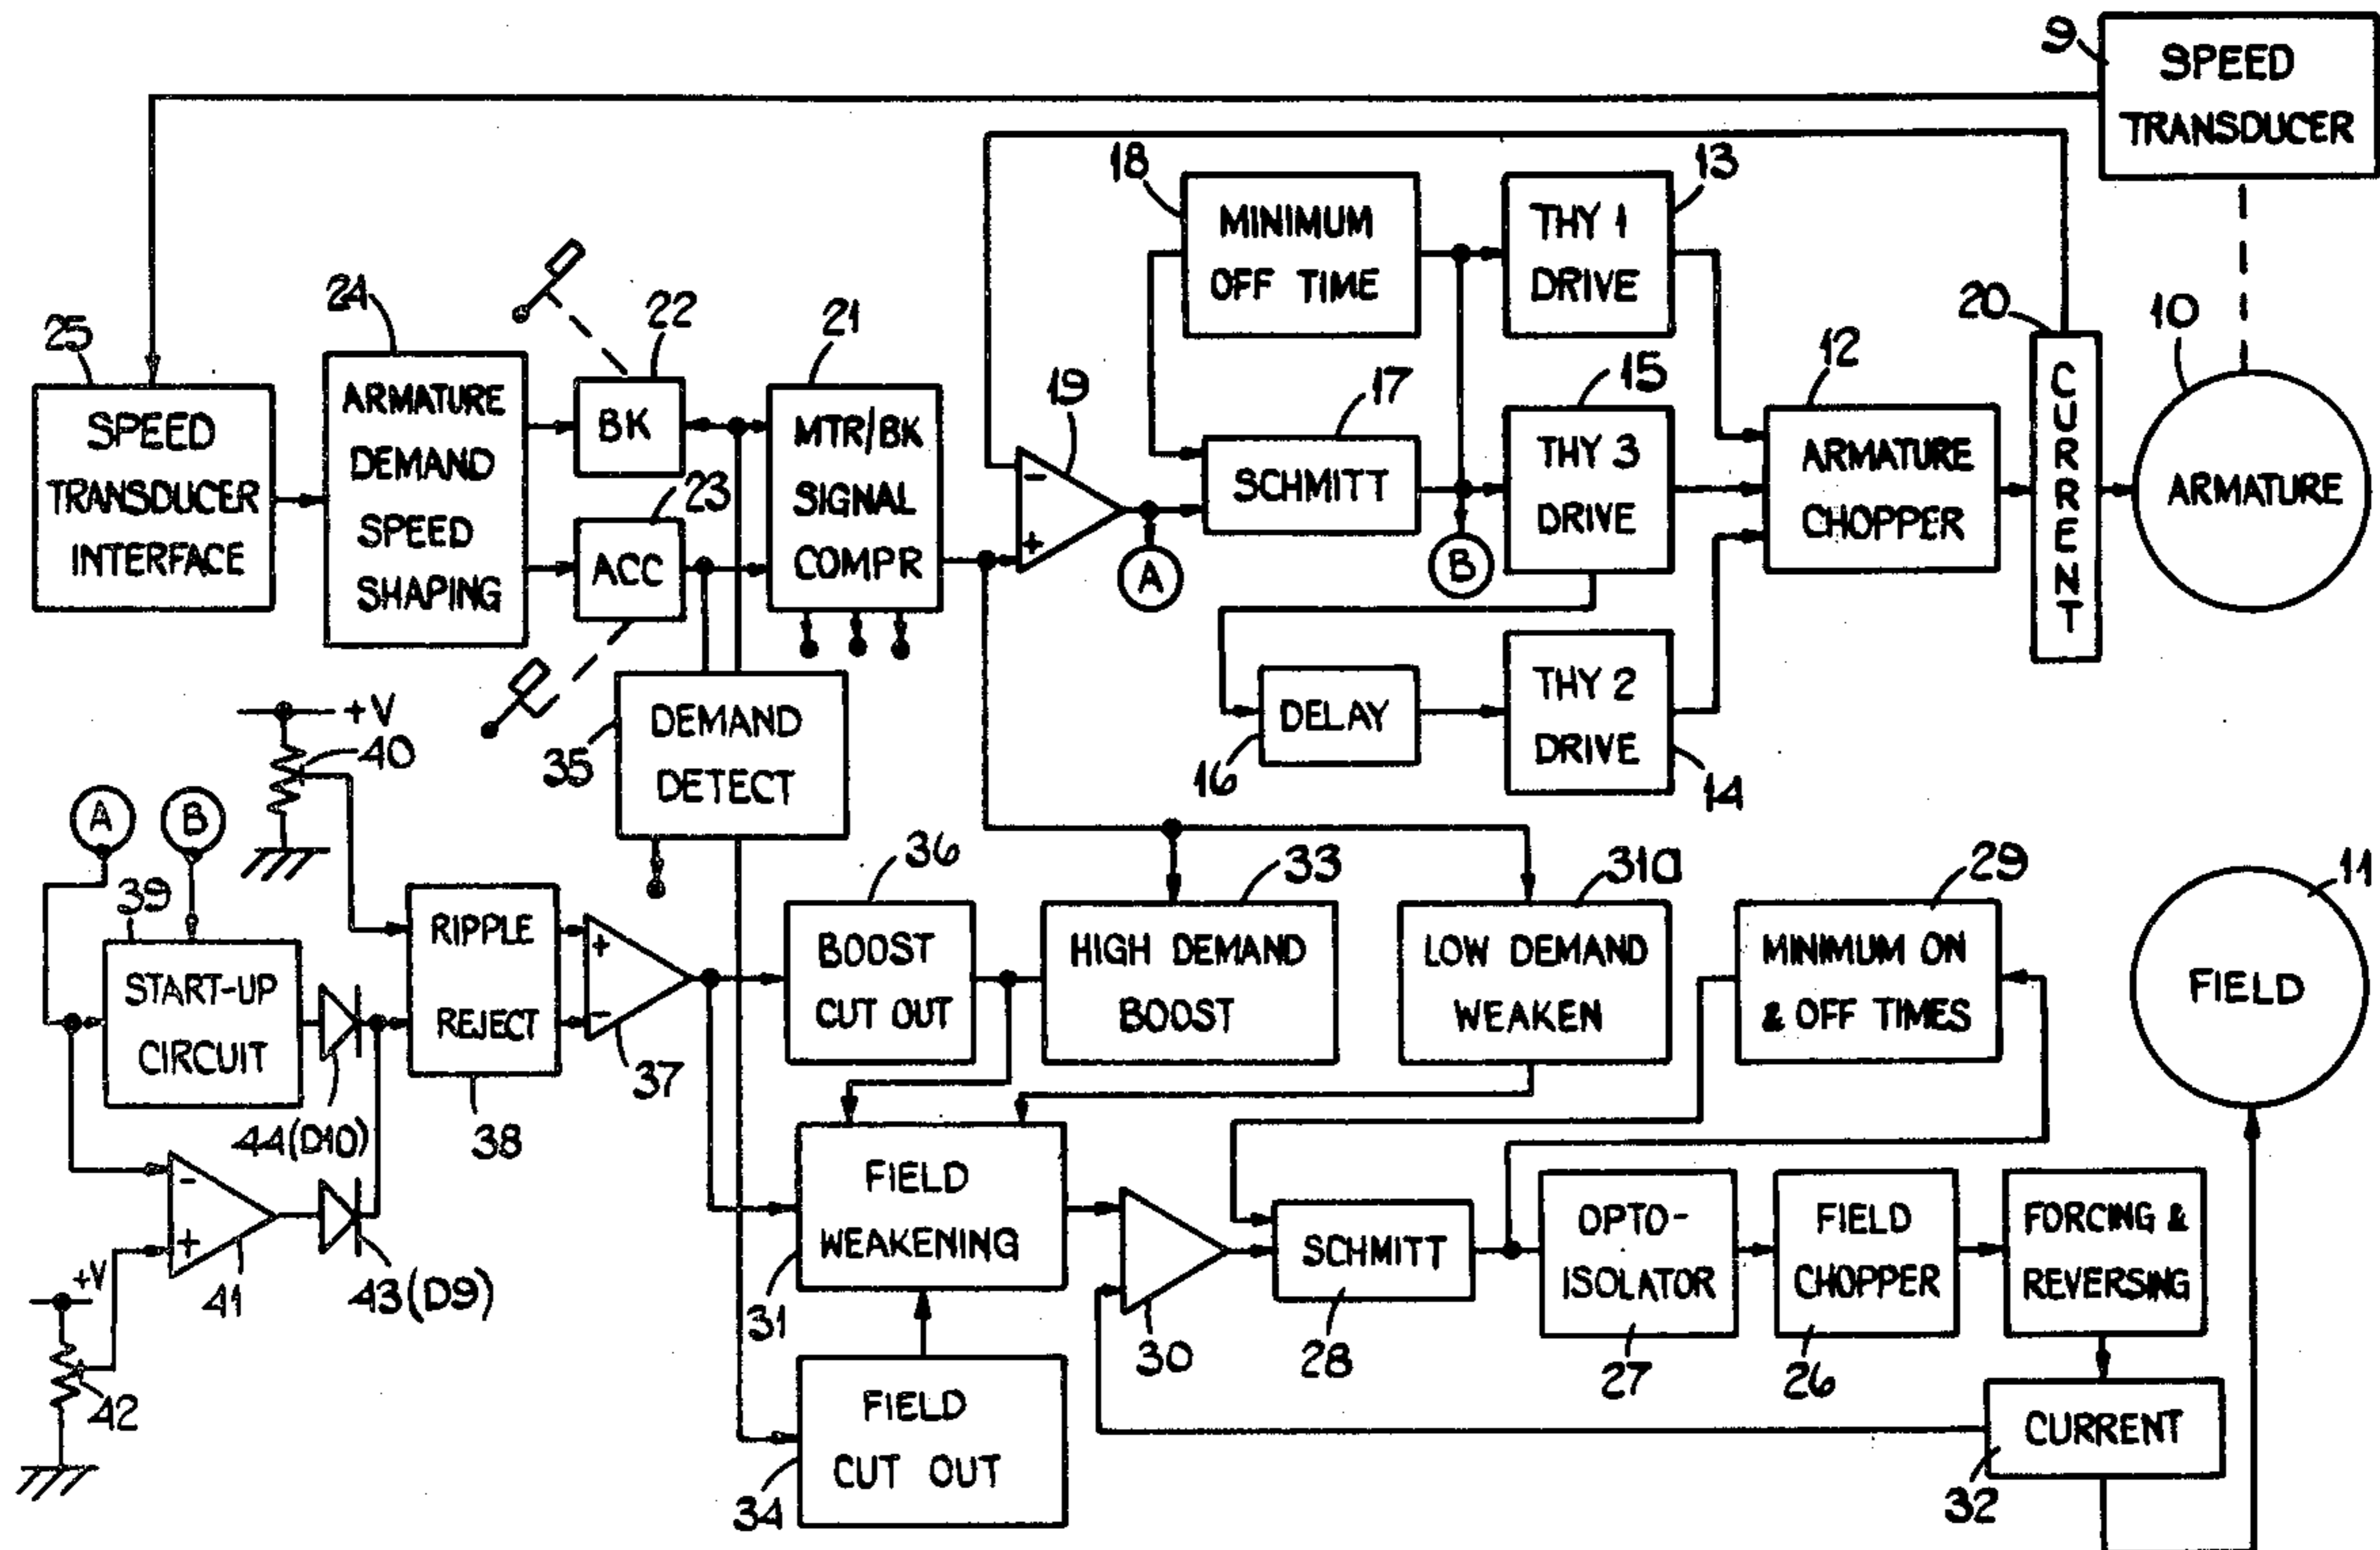 9
SPEED
TRANSDUCER
18
MINIMUM
OFF TIME
13
THY 1
DRIVE
20
CURRENT
10
ARMATURE
25
SPEED
TRANSDUCER
INTERFACE
24
ARMATURE
DEMAND
SPEED
SHAPING
22
BK
23
ACC
21
MTR/BK
SIGNAL
COMPR
19
-
+
A
17
SCHMITT
B
15
THY 3
DRIVE
12
ARMATURE
CHOPPER
DELAY
16
THY 2
DRIVE
14
+V
40
35
DEMAND
DETECT
A
B
39
START-UP
CIRCUIT
44(D10)
RIPPLE
REJECT
38
+
-
37
36
BOOST
CUT OUT
33
HIGH DEMAND
BOOST
31a
LOW DEMAND
WEAKEN
29
MINIMUM ON
& OFF TIMES
11
FIELD
-
+
41
43(D9)
+V
42
FIELD
WEAKENING
31
30
SCHMITT
28
OPTO-
ISOLATOR
27
FIELD
CHOPPER
26
FORCING &
REVERSING
FIELD
CUT OUT
34
CURRENT
32